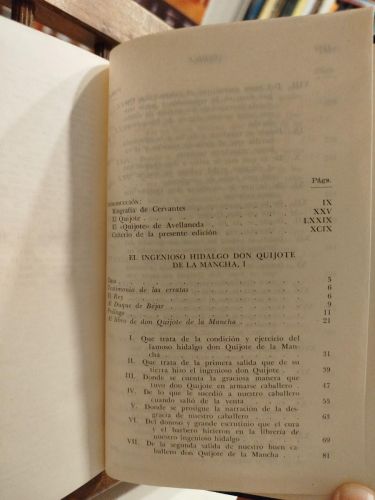 Págs.
INTRODUCCIÓN:
Biografía de Cervantes . . . IX
El Quijote . . . XXV
El «Quijote» de Avellaneda . . . LXXIX
Criterio de la presente edición . . . XCIX
EL INGENIOSO HIDALGO DON QUIJOTE
DE LA MANCHA, I
Tasa . . . 5
Testimonio de las erratas . . . 6
El Rey . . . 6
Al Duque de Béjar . . . 9
Prólogo . . . 11
Al libro de don Quijote de la Mancha . . . 21
I. Que trata de la condición y ejercicio del
famoso hidalgo don Quijote de la Man-
cha . . . 31
II. Que trata de la primera salida que de su
tierra hizo el ingenioso don Quijote . . 39
III. Donde se cuenta la graciosa manera que
tuvo don Quijote en armarse caballero . 47
IV. De lo que le sucedió a nuestro caballero
cuando salió de la venta . . . 55
V. Donde se prosigue la narración de la des-
gracia de nuestro caballero . . . 63
VI. Del donoso y grande escrutinio que el cura
y el barbero hicieron en la librería de
nuestro ingenioso hidalgo . . . 69
VII. De la segunda salida de nuestro buen ca-
ballero don Quijote de la Mancha . . . 81